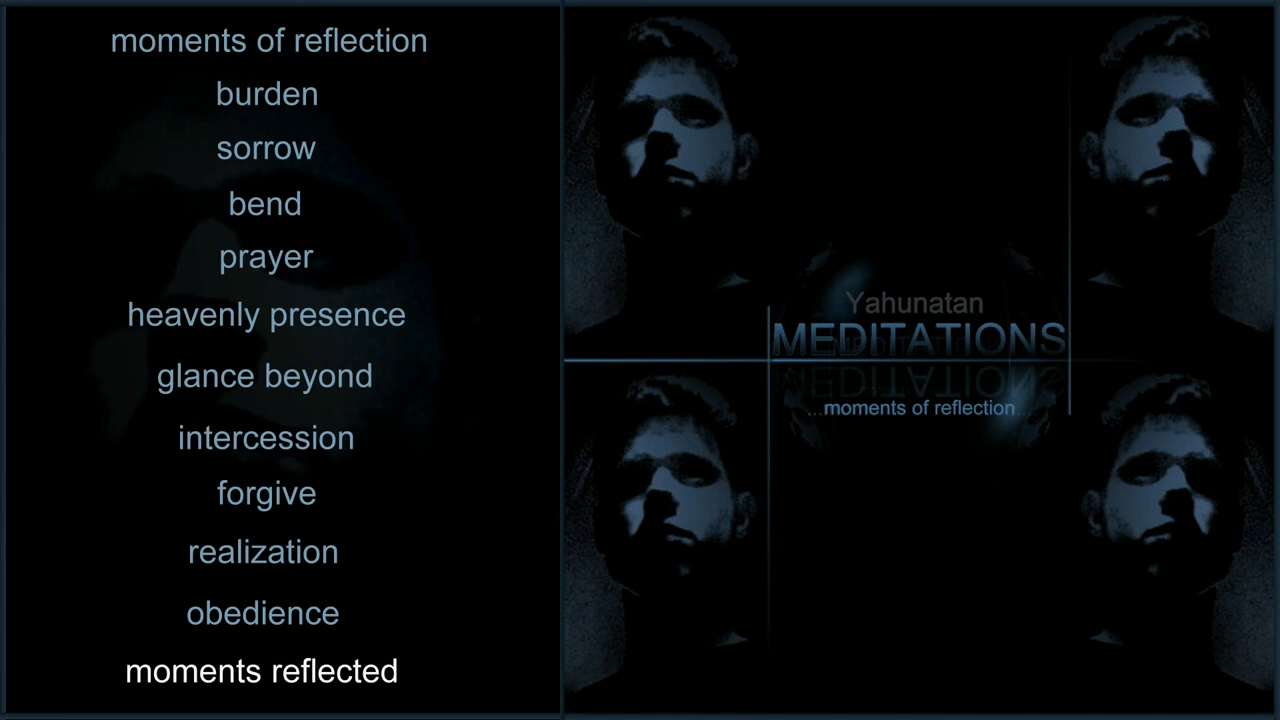 moments of reflection
burden
sorrow
bend
prayer
heavenly presence
glance beyond
intercession
forgive
realization
obedience
moments reflected
Yahunatan
MEDITATIONS
...moments of reflection...